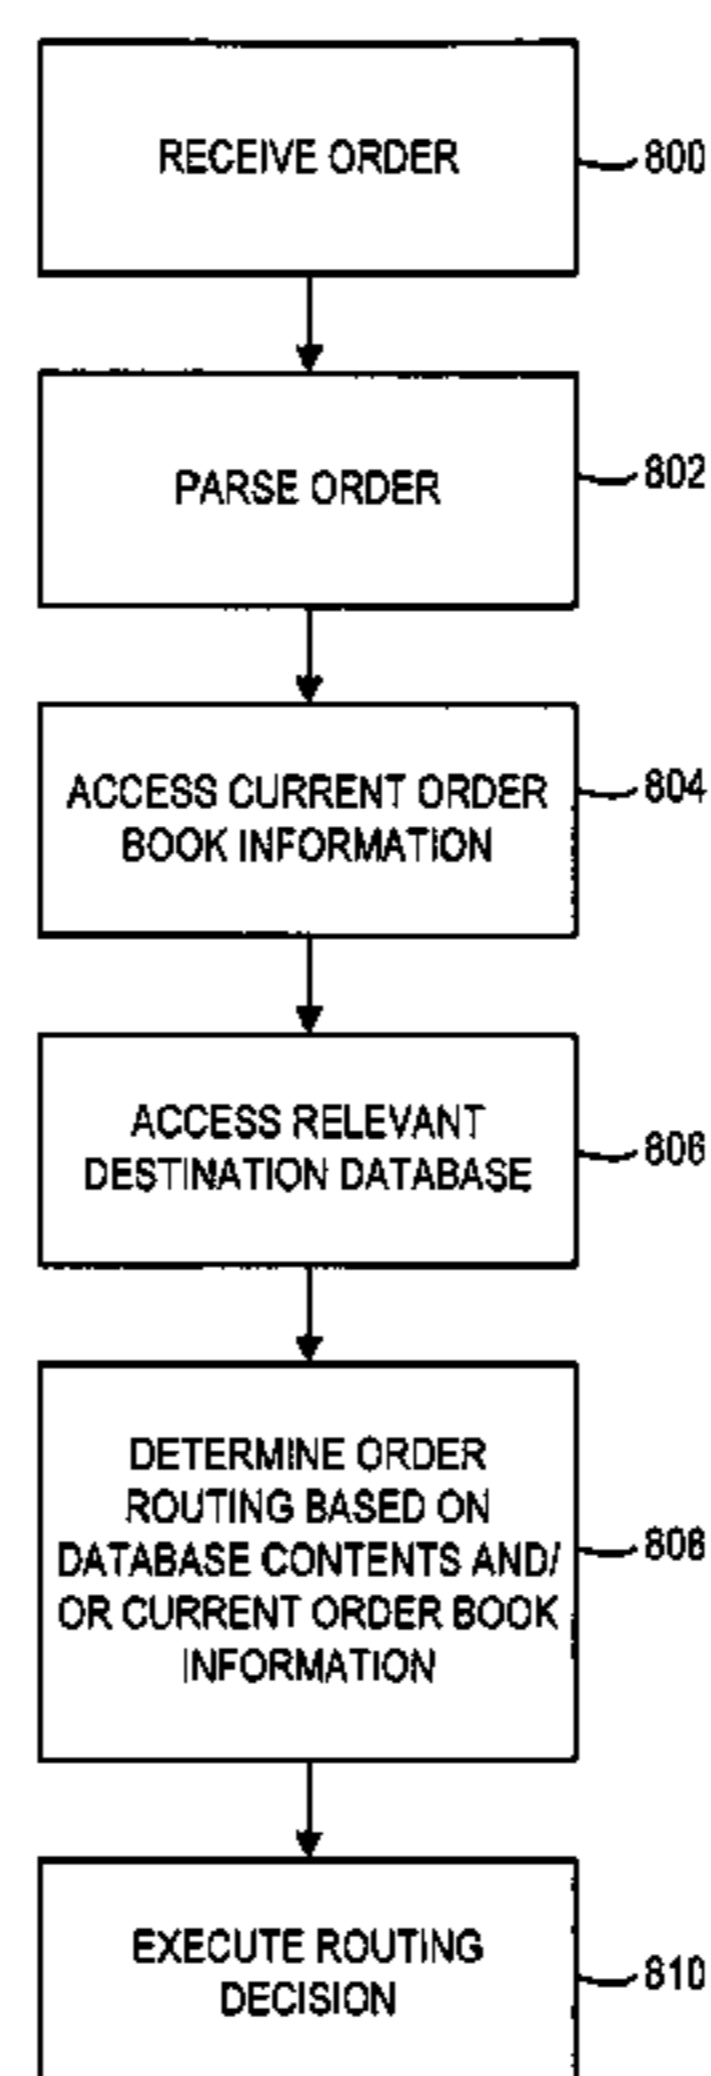 RECEIVE ORDER
800
PARSE ORDER
802
ACCESS CURRENT ORDER
BOOK INFORMATION
804
ACCESS RELEVANT
DESTINATION DATABASE
806
DETERMINE ORDER
ROUTING BASED ON
DATABASE CONTENTS AND/
OR CURRENT ORDER BOOK
INFORMATION
808
EXECUTE ROUTING
DECISION
810